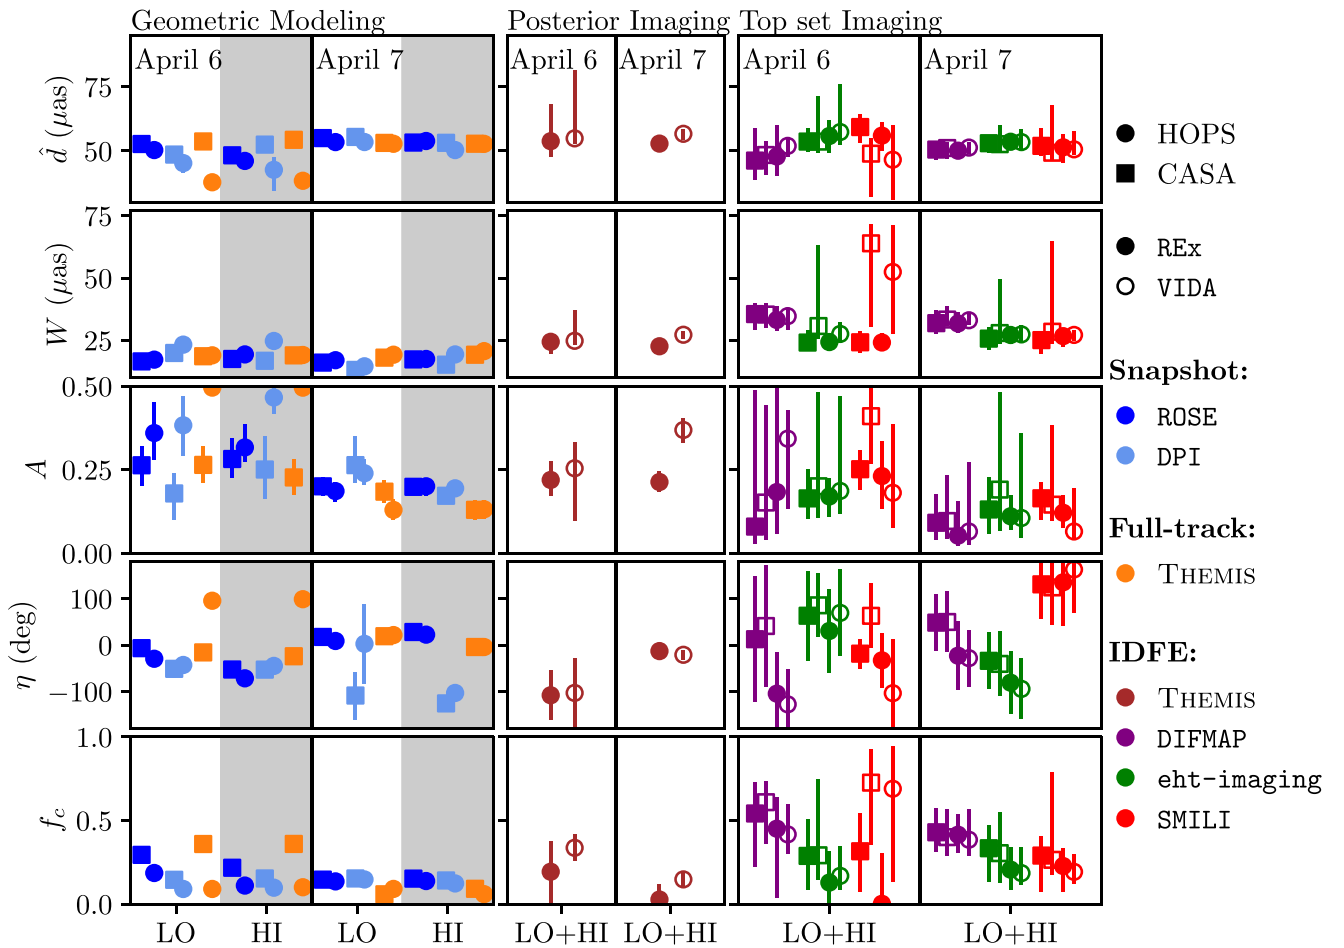 Geometric Modeling
Posterior Imaging
Top set Imaging
April 6
April 7
April 6
April 7
April 6
April 7
d̂ (μas)
75
50
W (μas)
75
50
25
A
0.50
0.25
0.00
η (deg)
100
0
−100
f_c
1.0
0.5
0.0
LO
HI
LO
HI
LO+HI
LO+HI
LO+HI
LO+HI
HOPS
CASA
REx
VIDA
Snapshot:
ROSE
DPI
Full-track:
THEMIS
IDFE:
THEMIS
DIFMAP
eht-imaging
SMILI